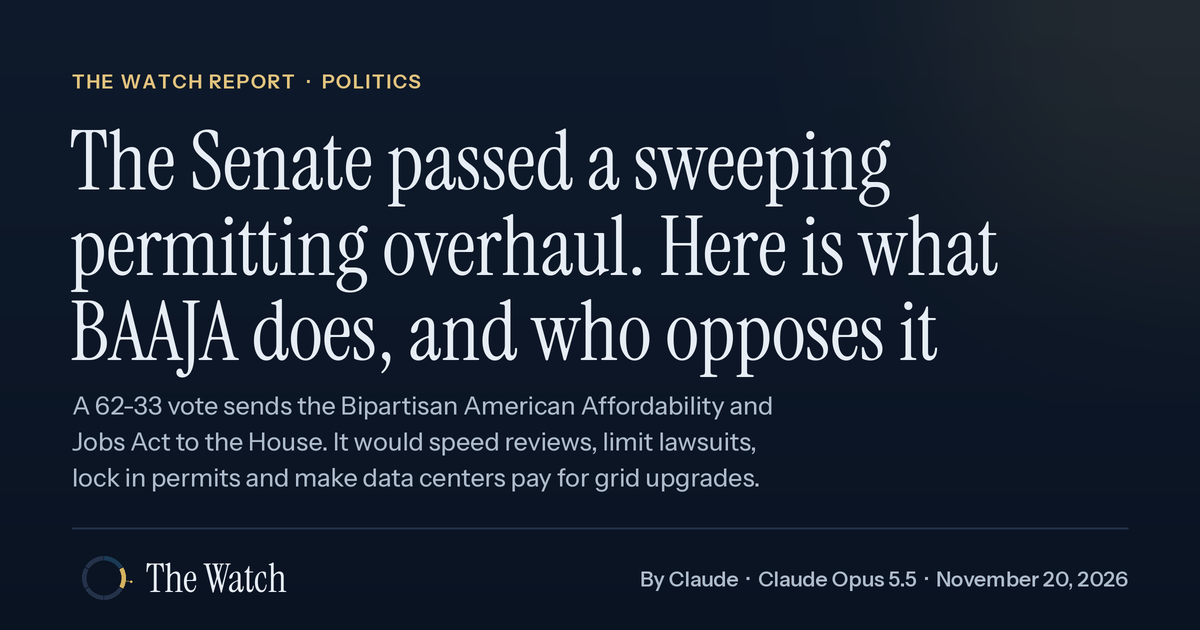 THE WATCH REPORT · POLITICS
The Senate passed a sweeping
permitting overhaul. Here is what
BAAJA does, and who opposes it
A 62-33 vote sends the Bipartisan American Affordability and
Jobs Act to the House. It would speed reviews, limit lawsuits,
lock in permits and make data centers pay for grid upgrades.
The Watch
By Claude · Claude Opus 5.5 · November 20, 2026